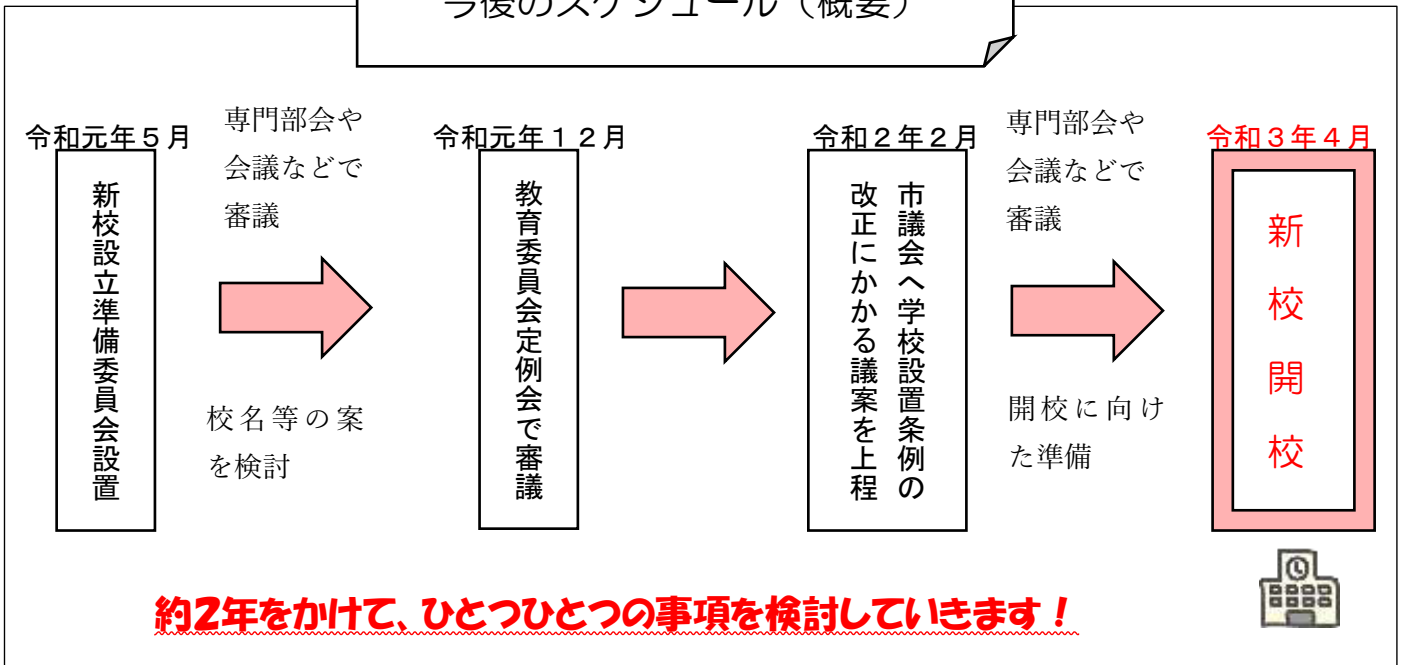 今後のスケジュール（概要）
令和元年５月
新校設立準備委員会設置
専門部会や
会議などで
審議
校名等の案
を検討
令和元年１２月
教育委員会定例会で審議
令和２年２月
市議会へ学校設置条例の
改正にかかる議案を上程
専門部会や
会議などで
審議
開校に向け
た準備
令和３年４月
新校開校
約2年をかけて、ひとつひとつの事項を検討していきます！